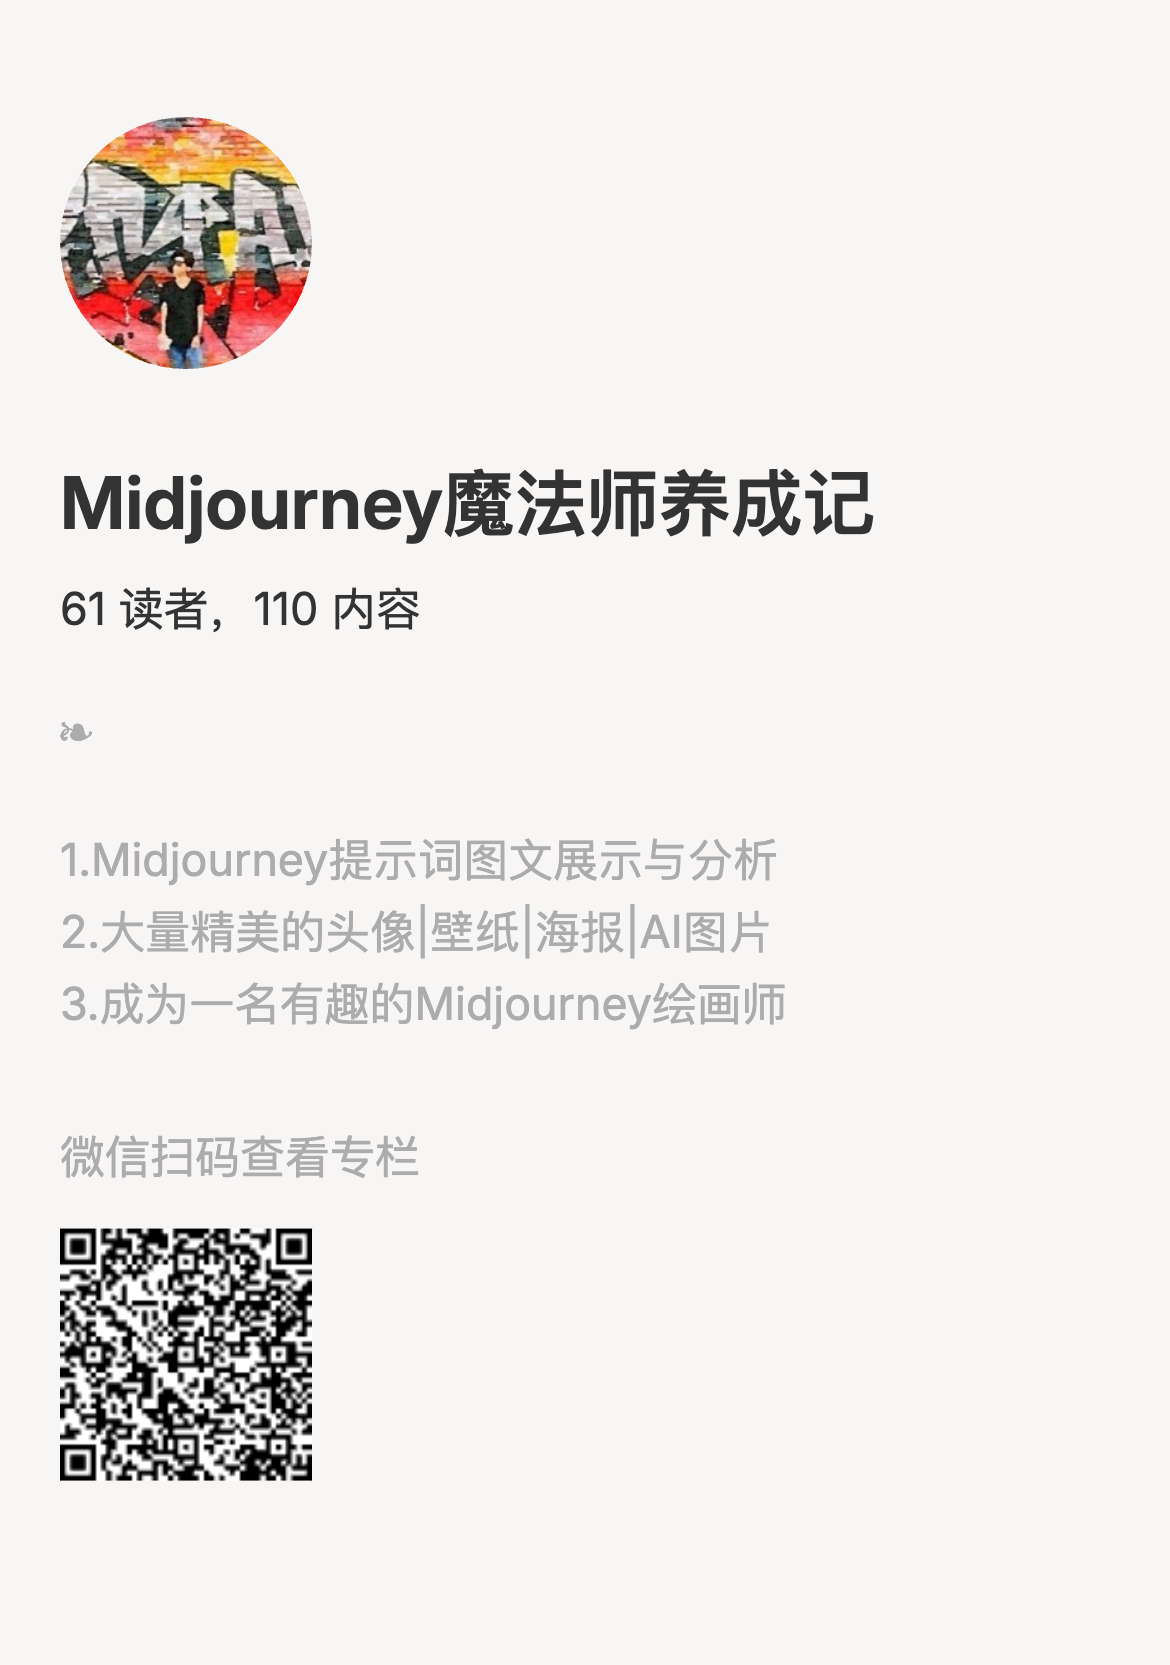 Midjourney魔法师养成记
61 读者，110 内容
❧
1.Midjourney提示词图文展示与分析
2.大量精美的头像|壁纸|海报|AI图片
3.成为一名有趣的Midjourney绘画师
微信扫码查看专栏